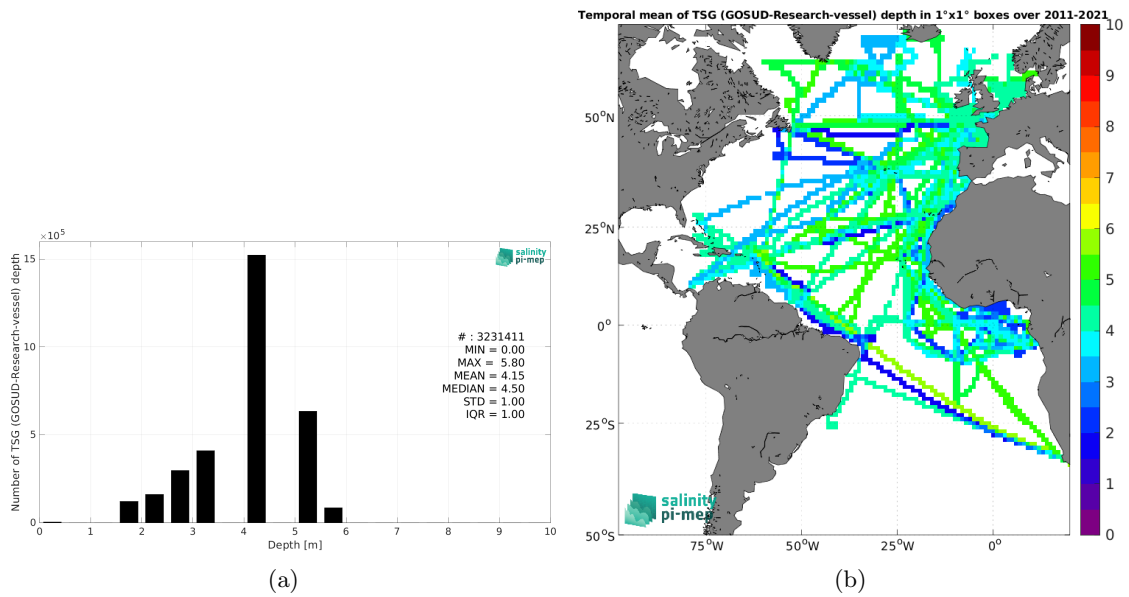 ×10⁵
15
10
5
0
Number of TSG (GOSUD-Research-vessel) depth
0 1 2 3 4 5 6 7 8 9 10
Depth [m]
salinity
pi-mep
# : 3231411
MIN = 0.00
MAX = 5.80
MEAN = 4.15
MEDIAN = 4.50
STD = 1.00
IQR = 1.00
(a)
Temporal mean of TSG (GOSUD-Research-vessel) depth in 1°x1° boxes over 2011-2021
50°N
25°N
0°
25°S
50°S
75°W 50°W 25°W 0°
salinity
pi-mep
10
9
8
7
6
5
4
3
2
1
0
(b)